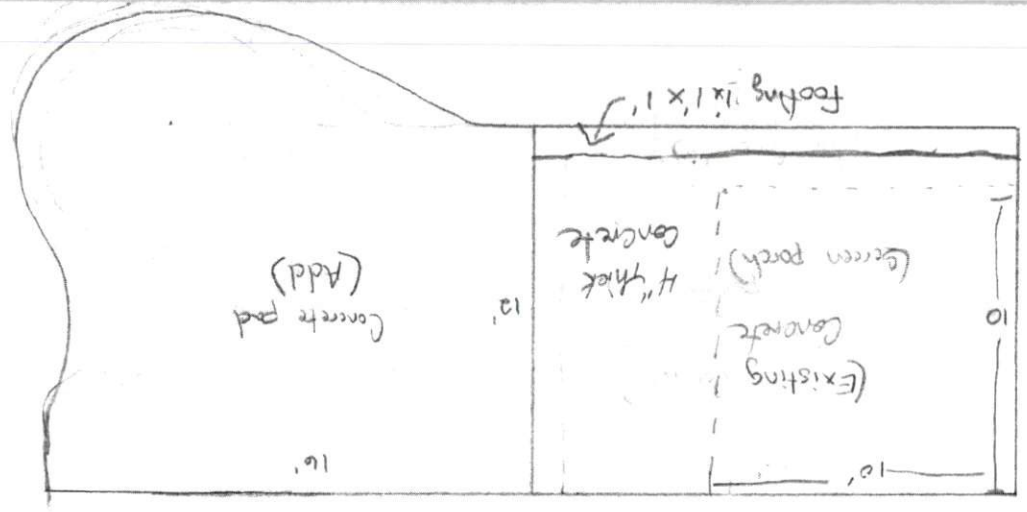 10'
16'
(Existing
Concrete
(Screen porch)
10
4" thick
Concrete
12'
Concrete pad
(Add)
Footing 1'x1'x1'